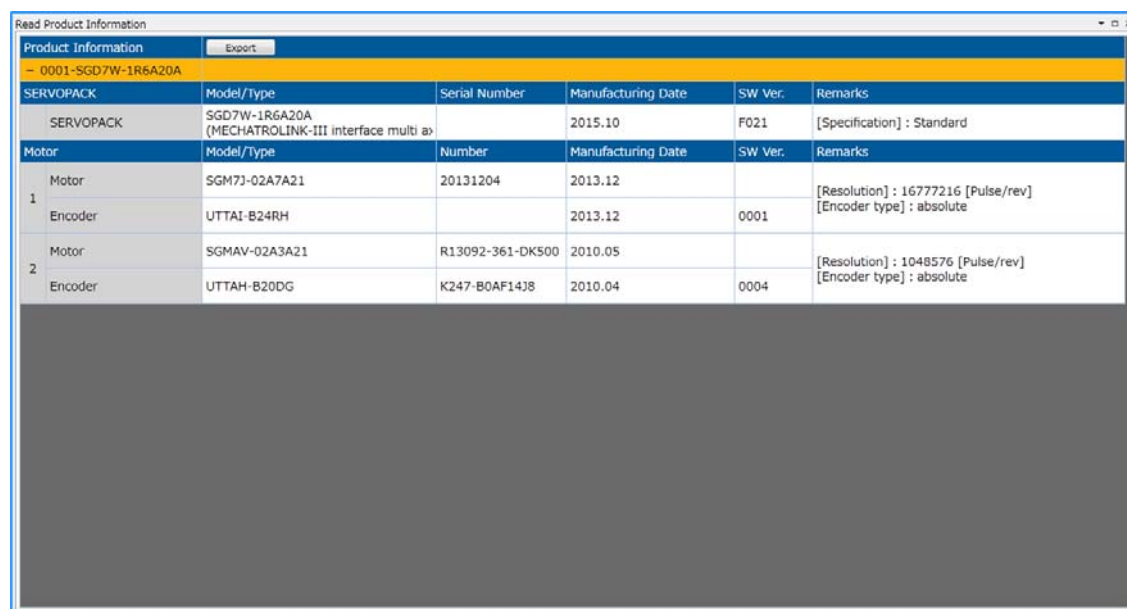 Read Product Information
Product Information Export
− 0001-SGD7W-1R6A20A
SERVOPACK Model/Type Serial Number Manufacturing Date SW Ver. Remarks
SERVOPACK SGD7W-1R6A20A 2015.10 F021 [Specification] : Standard
(MECHATROLINK-III interface multi
Motor Model/Type Number Manufacturing Date SW Ver. Remarks
1 Motor SGM7J-02A7A21 20131204 2013.12
[Resolution] : 16777216 [Pulse/rev]
[Encoder type] : absolute
Encoder UTTAI-B24RH 2013.12 0001
2 Motor SGMAV-02A3A21 R13092-361-DK500 2010.05
[Resolution] : 1048576 [Pulse/rev]
[Encoder type] : absolute
Encoder UTTAH-B20DG K247-B0AF14J8 2010.04 0004